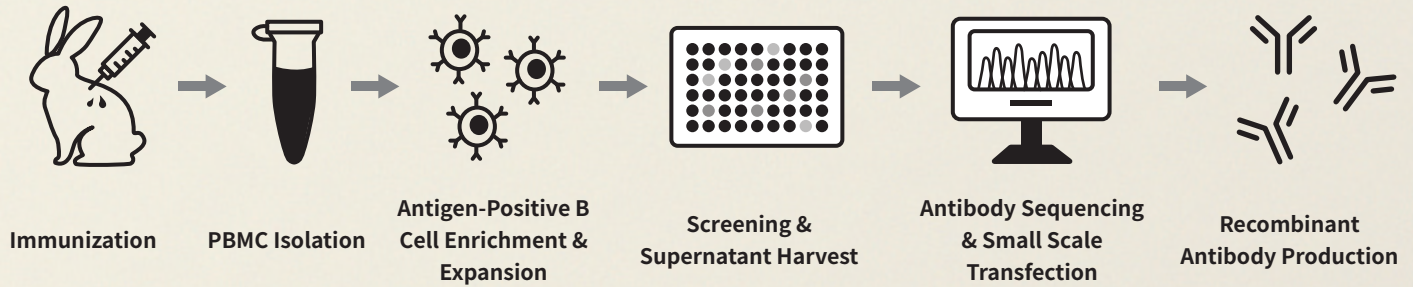 Immunization
PBMC Isolation
Antigen-Positive B
Cell Enrichment &
Expansion
Screening &
Supernatant Harvest
Antibody Sequencing
& Small Scale
Transfection
Recombinant
Antibody Production